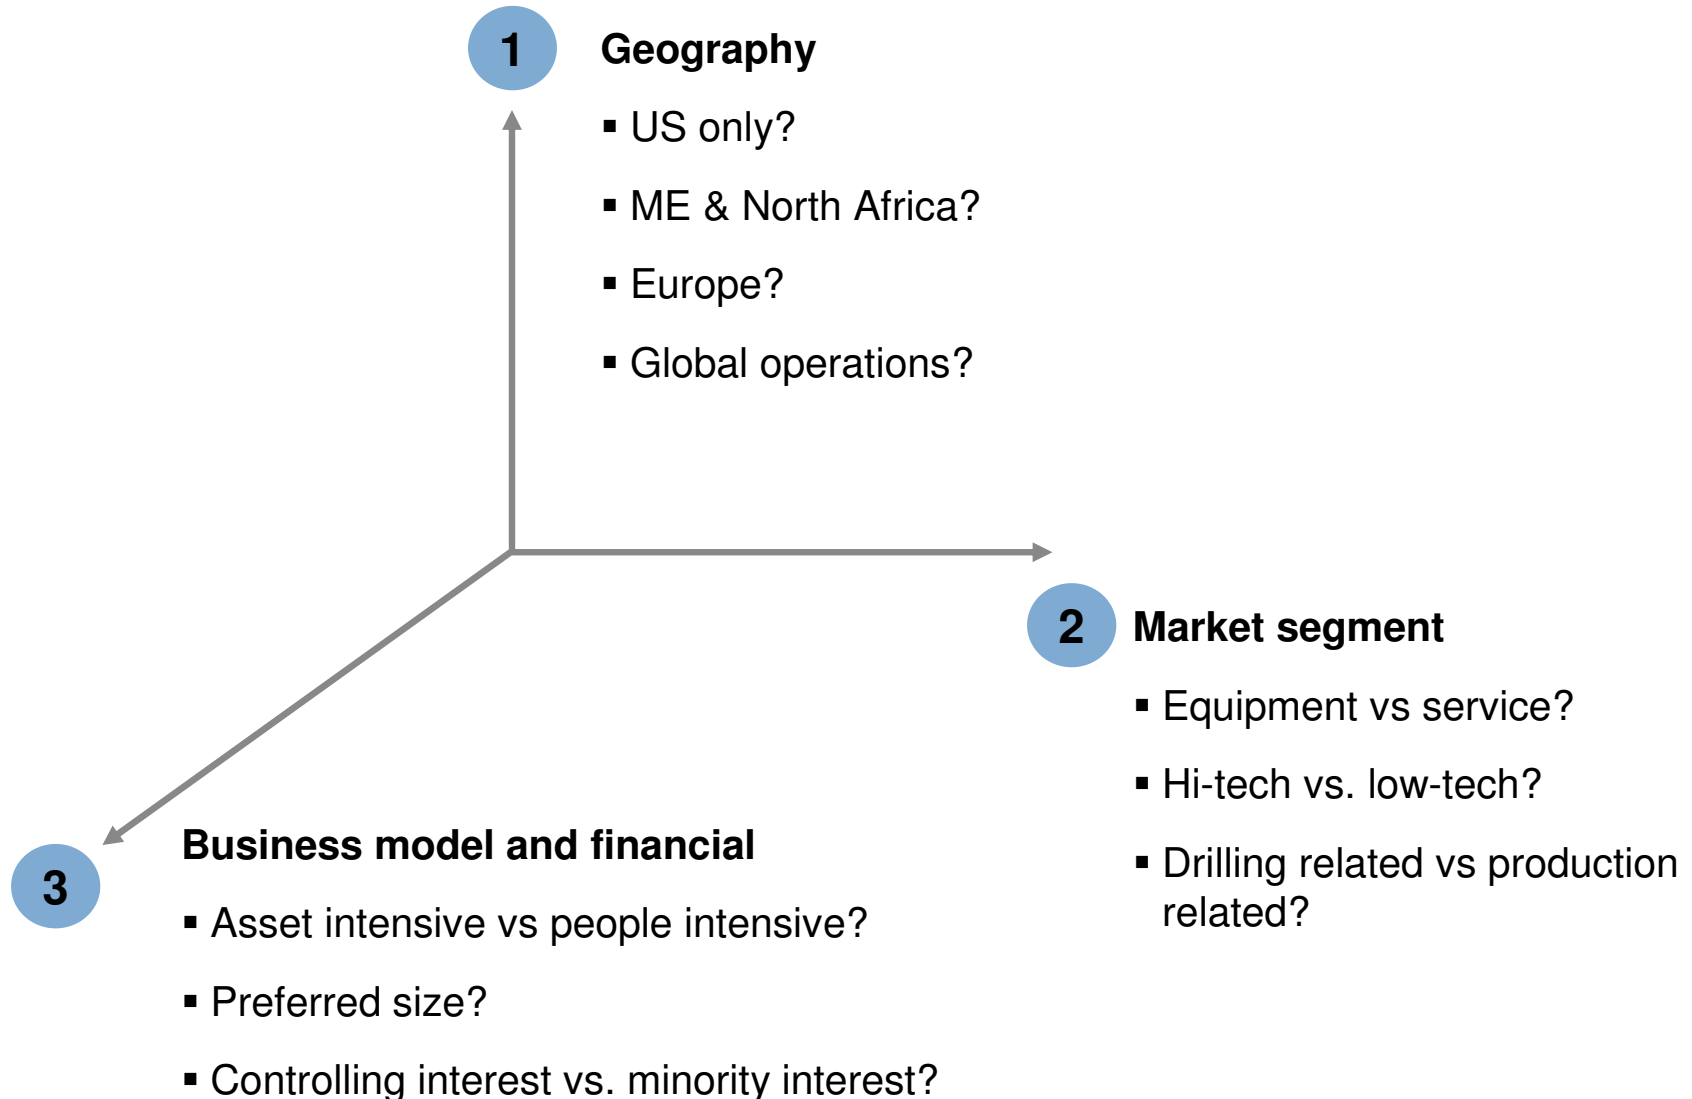 1 Geography
▪ US only?
▪ ME & North Africa?
▪ Europe?
▪ Global operations?
2 Market segment
▪ Equipment vs service?
▪ Hi-tech vs. low-tech?
▪ Drilling related vs production
related?
3 Business model and financial
▪ Asset intensive vs people intensive?
▪ Preferred size?
▪ Controlling interest vs. minority interest?